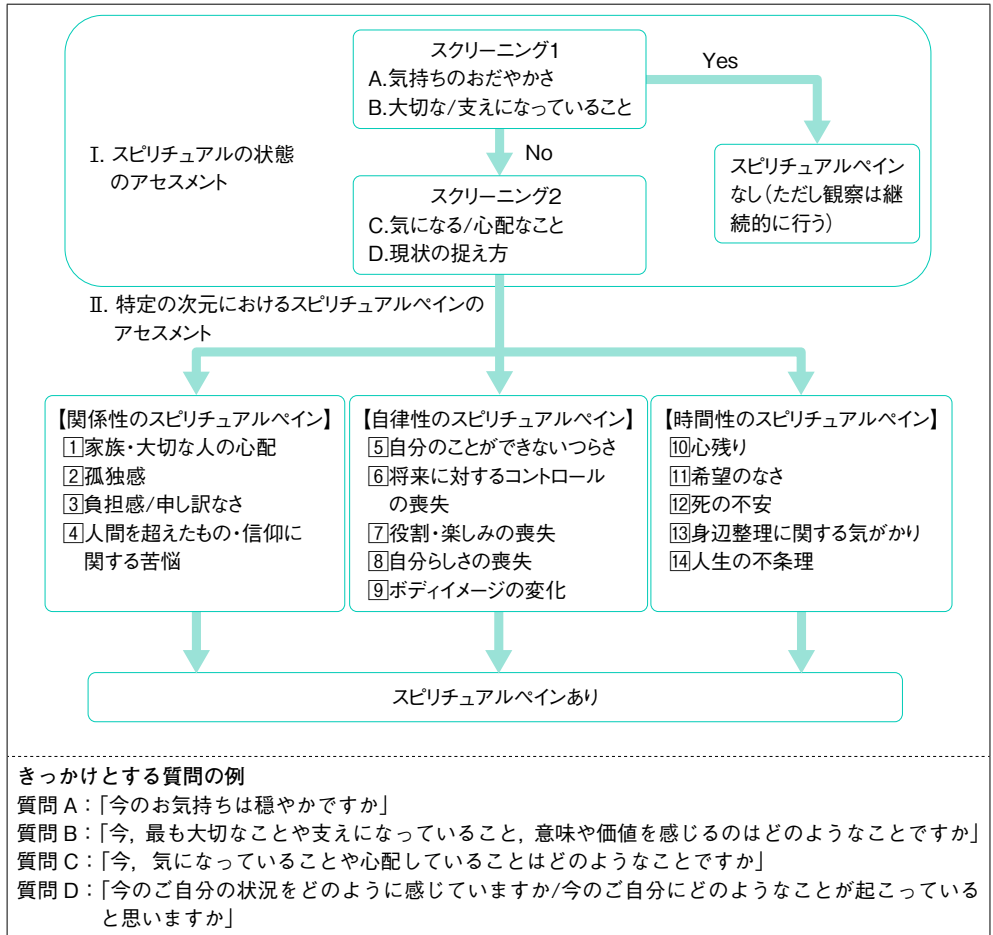 スクリーニング1
A.気持ちのおだやかさ
B.大切な/支えになっていること
Yes
No
Ⅰ. スピリチュアルの状態
のアセスメント
スピリチュアルペイン
なし(ただし観察は継
続的に行う)
スクリーニング2
C.気になる/心配なこと
D.現状の捉え方
Ⅱ. 特定の次元におけるスピリチュアルペインの
アセスメント
【関係性のスピリチュアルペイン】
1家族・大切な人の心配
2孤独感
3負担感/申し訳なさ
4人間を超えたもの・信仰に
関する苦悩
【自律性のスピリチュアルペイン】
5自分のことができないつらさ
6将来に対するコントロール
の喪失
7役割・楽しみの喪失
8自分らしさの喪失
9ボディイメージの変化
【時間性のスピリチュアルペイン】
10心残り
11希望のなさ
12死の不安
13身辺整理に関する気がかり
14人生の不条理
スピリチュアルペインあり
きっかけとする質問の例
質問A：「今のお気持ちは穏やかですか」
質問B：「今, 最も大切なことや支えになっていること, 意味や価値を感じるのはどのようなことですか」
質問C：「今, 気になっていることや心配していることはどのようなことですか」
質問D：「今のご自分の状況をどのように感じていますか/今のご自分にどのようなことが起こっている
と思いますか」